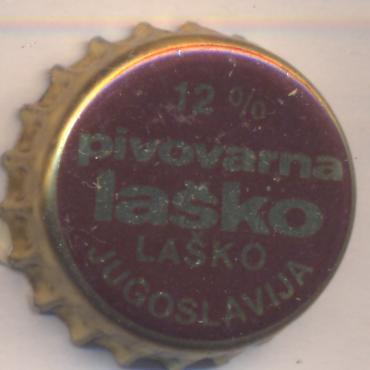 12 %
pivovarna
laško
LAŠKO
JUGOSLAVIJA